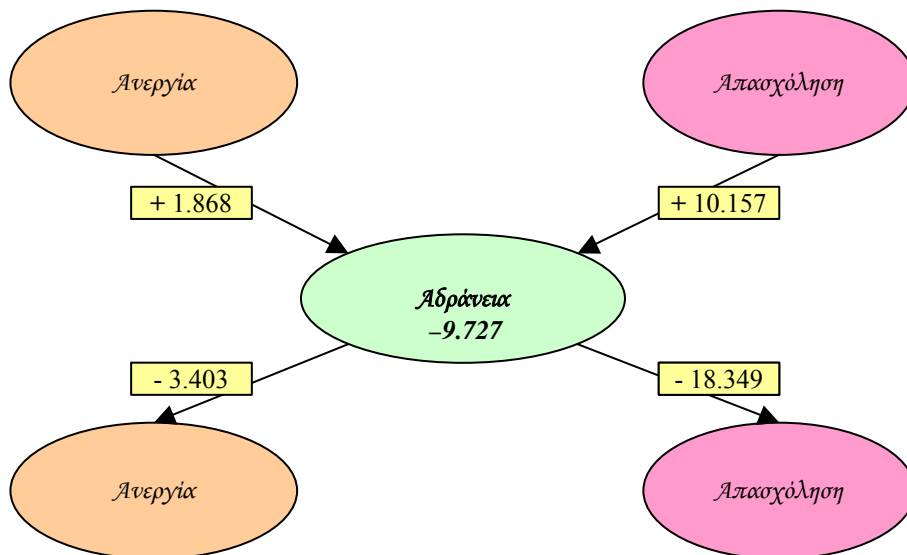 Ανεργία
Απασχόληση
+ 1.868
+ 10.157
Αδράνεια
–9.727
- 3.403
- 18.349
Ανεργία
Απασχόληση